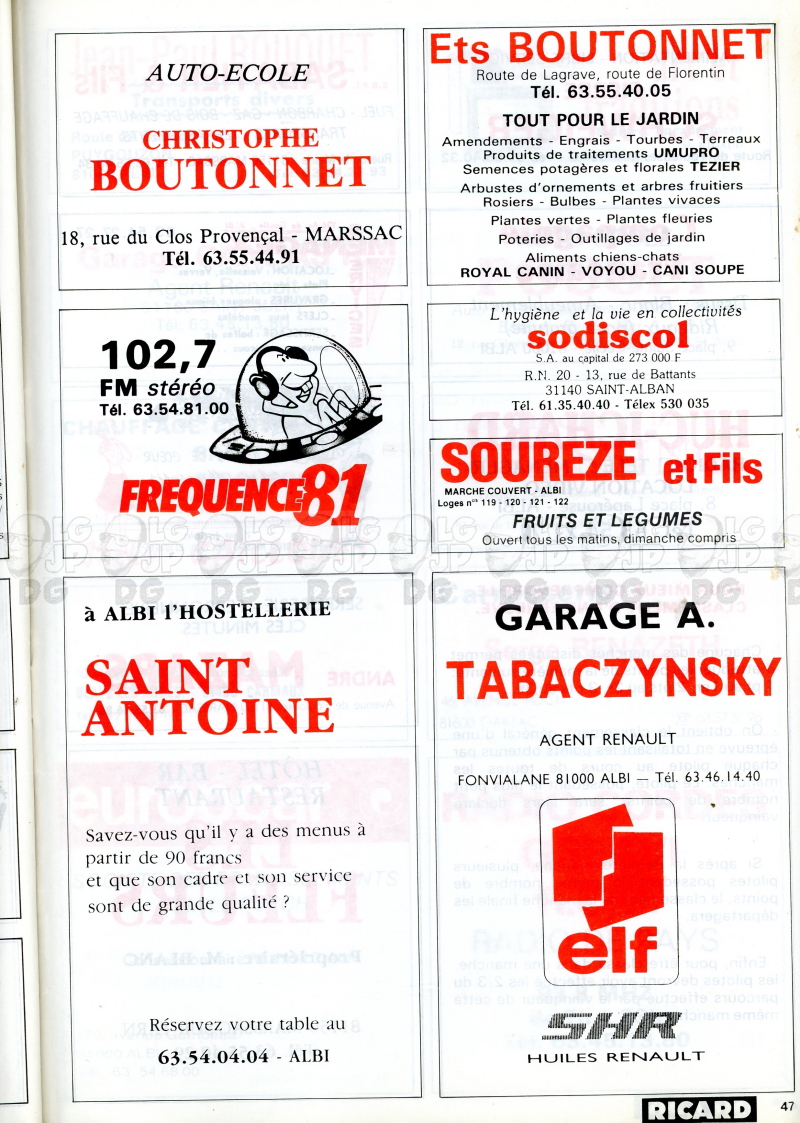 AUTO-ECOLE
CHRISTOPHE
BOUTONNET
18, rue du Clos Provençal - MARSSAC
Tél. 63.55.44.91
Ets BOUTONNET
Route de Lagrave, route de Florentin
Tél. 63.55.40.05
TOUT POUR LE JARDIN
Amendements - Engrais - Tourbes - Terreaux
Produits de traitements UMUPRO
Semences potagères et florales TEZIER
Arbustes d'ornements et arbres fruitiers
Rosiers - Bulbes - Plantes vivaces
Plantes vertes - Plantes fleuries
Poteries - Outillages de jardin
Aliments chiens-chats
ROYAL CANIN - VOYOU - CANI SOUPE
102,7
FM stéréo
Tél. 63.54.81.00
FREQUENCE 81
L'hygiène et la vie en collectivités
sodiscol
S.A. au capital de 273 000 F
R.N. 20 - 13, rue de Battants
31140 SAINT-ALBAN
Tél. 61.35.40.40 - Télex 530 035
SOUREZE et Fils
MARCHE COUVERT - ALBI
Loges nos 119 - 120 - 121 - 122
FRUITS ET LEGUMES
Ouvert tous les matins, dimanche compris
à ALBI l'HOSTELLERIE
SAINT
ANTOINE
Savez-vous qu'il y a des menus à
partir de 90 francs
et que son cadre et son service
sont de grande qualité ?
Réservez votre table au
63.54.04.04 - ALBI
GARAGE A.
TABACZYNSKY
AGENT RENAULT
FONVIALANE 81000 ALBI — Tél. 63.46.14.40
elf
SHR
HUILES RENAULT
RICARD 47
LG JP DG